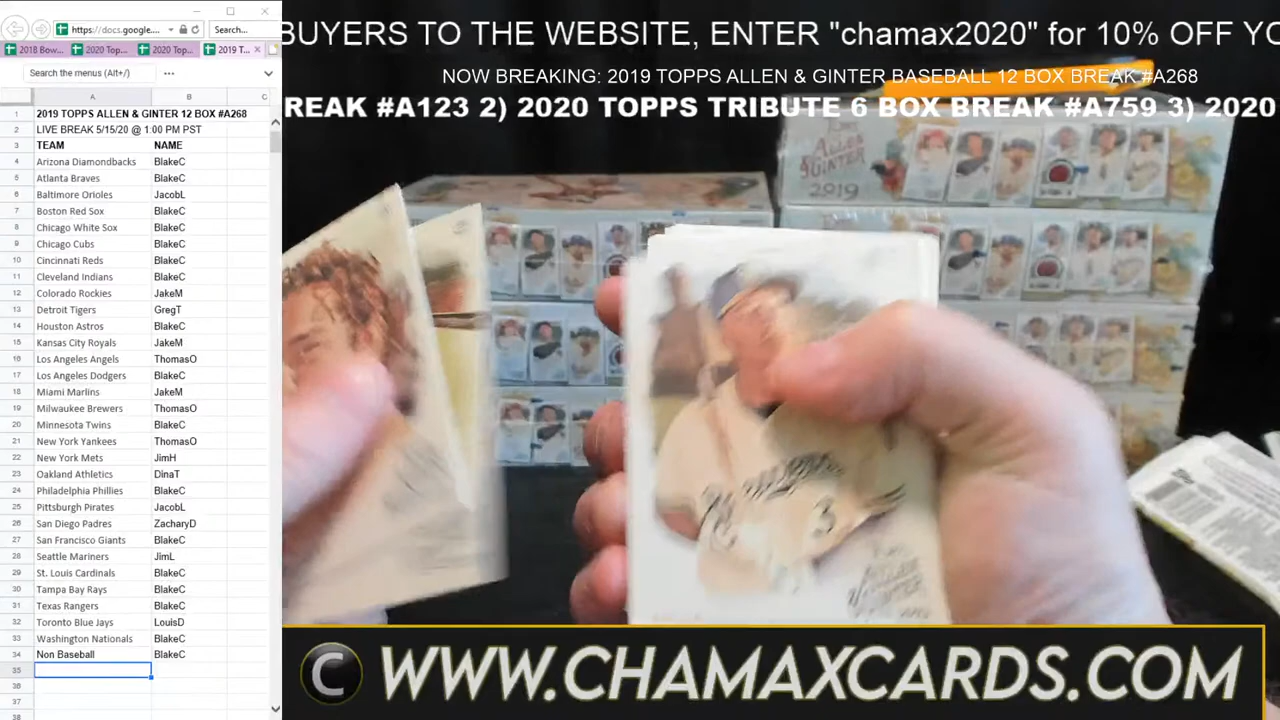 https://docs.goog...
Search...
2018 Bow...
2020 Top...
2020 Top...
2019 T...
Search the menus (Alt+/)
A B C
1 2019 TOPPS ALLEN & GINTER 12 BOX #A268
2 LIVE BREAK 5/15/20 @ 1:00 PM PST
3 TEAM NAME
4 Arizona Diamondbacks BlakeC
5 Atlanta Braves BlakeC
6 Baltimore Orioles JacobL
7 Boston Red Sox BlakeC
8 Chicago White Sox BlakeC
9 Chicago Cubs BlakeC
10 Cincinnati Reds BlakeC
11 Cleveland Indians BlakeC
12 Colorado Rockies JakeM
13 Detroit Tigers GregT
14 Houston Astros BlakeC
15 Kansas City Royals JakeM
16 Los Angeles Angels ThomasO
17 Los Angeles Dodgers BlakeC
18 Miami Marlins JakeM
19 Milwaukee Brewers ThomasO
20 Minnesota Twins BlakeC
21 New York Yankees ThomasO
22 New York Mets JimH
23 Oakland Athletics DinaT
24 Philadelphia Phillies BlakeC
25 Pittsburgh Pirates JacobL
26 San Diego Padres ZacharyD
27 San Francisco Giants BlakeC
28 Seattle Mariners JimL
29 St. Louis Cardinals BlakeC
30 Tampa Bay Rays BlakeC
31 Texas Rangers BlakeC
32 Toronto Blue Jays LouisD
33 Washington Nationals BlakeC
34 Non Baseball BlakeC
35
36
37
38
BUYERS TO THE WEBSITE, ENTER "chamax2020" for 10% OFF YO
NOW BREAKING: 2019 TOPPS ALLEN & GINTER BASEBALL 12 BOX BREAK #A268
REAK #A123 2) 2020 TOPPS TRIBUTE 6 BOX BREAK #A759 3) 2020
ALLEN & GINTER
2019
3
C WWW.CHAMAXCARDS.COM